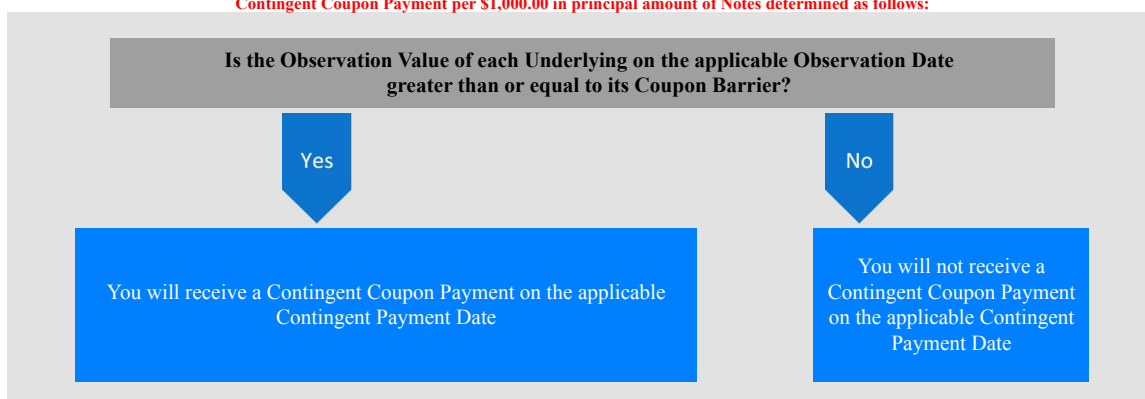 Contingent Coupon Payment per $1,000.00 in principal amount of Notes determined as follows:
Is the Observation Value of each Underlying on the applicable Observation Date
greater than or equal to its Coupon Barrier?
Yes
No
You will receive a Contingent Coupon Payment on the applicable
Contingent Payment Date
You will not receive a
Contingent Coupon Payment
on the applicable Contingent
Payment Date